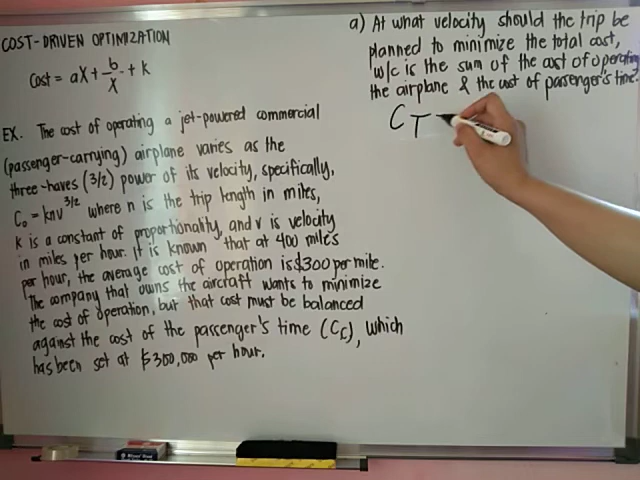 COST-DRIVEN OPTIMIZATION
Cost = aX + b/X + k
EX. The cost of operating a jet-powered commercial
(passenger-carrying) airplane varies as the
three-haves (3/2) power of its velocity, specifically,
C₀ = knv^3/2 where n is the trip length in miles,
k is a constant of proportionality, and v is velocity
in miles per hour. It is known that at 400 miles
per hour, the average cost of operation is $300 per mile.
The company that owns the aircraft wants to minimize
the cost of operation, but that cost must be balanced
against the cost of the passenger's time (Cc), which
has been set at $300,000 per hour.
a) At what velocity should the trip be
planned to minimize the total cost,
w/c is the sum of the cost of operating
the airplane & the cost of passenger's time.
C_T